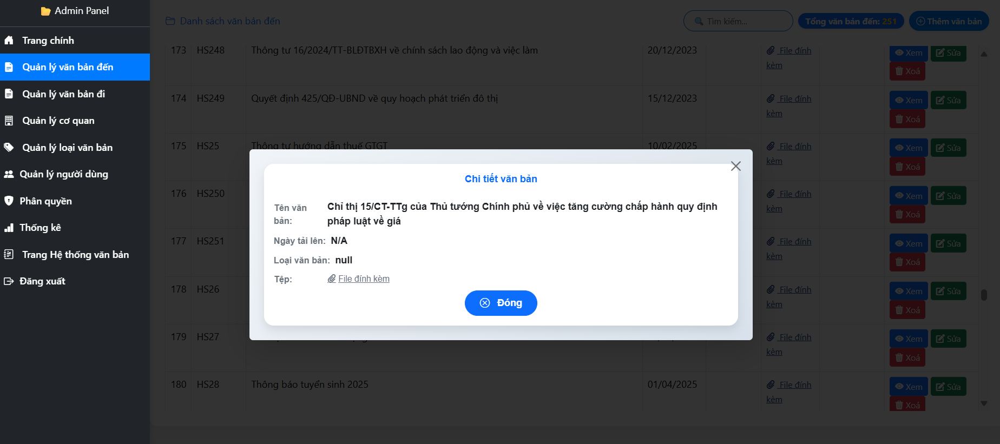 Admin Panel
Trang chính
Quản lý văn bản đến
Quản lý văn bản đi
Quản lý cơ quan
Quản lý loại văn bản
Quản lý người dùng
Phân quyền
Thống kê
Trang Hệ thống văn bản
Đăng xuất
Danh sách văn bản đến
Tìm kiếm...
Tổng văn bản đến: 251
Thêm văn bản
173 HS248 Thông tư 16/2024/TT-BLĐTBXH về chính sách lao động và việc làm 20/12/2023 File đính Xem Sửa
kèm Xoá
174 HS249 Quyết định 425/QĐ-UBND về quy hoạch phát triển đô thị 15/12/2023 File đính Xem Sửa
kèm Xoá
175 HS25 Thông tư hướng dẫn thuế GTGT 10/02/2025 File đính Xem Sửa
kèm Xoá
176 HS250 File đính Xem Sửa
kèm Xoá
177 HS251 File đính Xem Sửa
kèm Xoá
178 HS26 File đính Xem Sửa
kèm Xoá
179 HS27 File đính Xem Sửa
kèm Xoá
180 HS28 Thông báo tuyển sinh 2025 01/04/2025 File đính Xem Sửa
kèm Xoá
Chi tiết văn bản
Tên văn
bản:
Chỉ thị 15/CT-TTg của Thủ tướng Chính phủ về việc tăng cường chấp hành quy định
pháp luật về giá
Ngày tải lên: N/A
Loại văn bản: null
Tệp: File đính kèm
Đóng